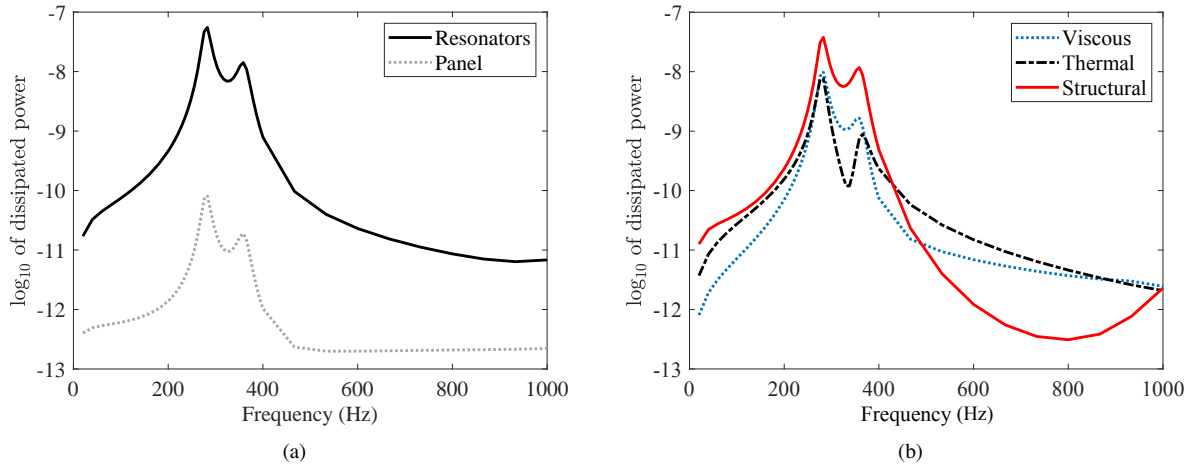 -7
-8
-9
-10
-11
-12
-13
0 200 400 600 800 1000
log₁₀ of dissipated power
Frequency (Hz)
Resonators
Panel
(a)
-7
-8
-9
-10
-11
-12
-13
0 200 400 600 800 1000
log₁₀ of dissipated power
Frequency (Hz)
Viscous
Thermal
Structural
(b)